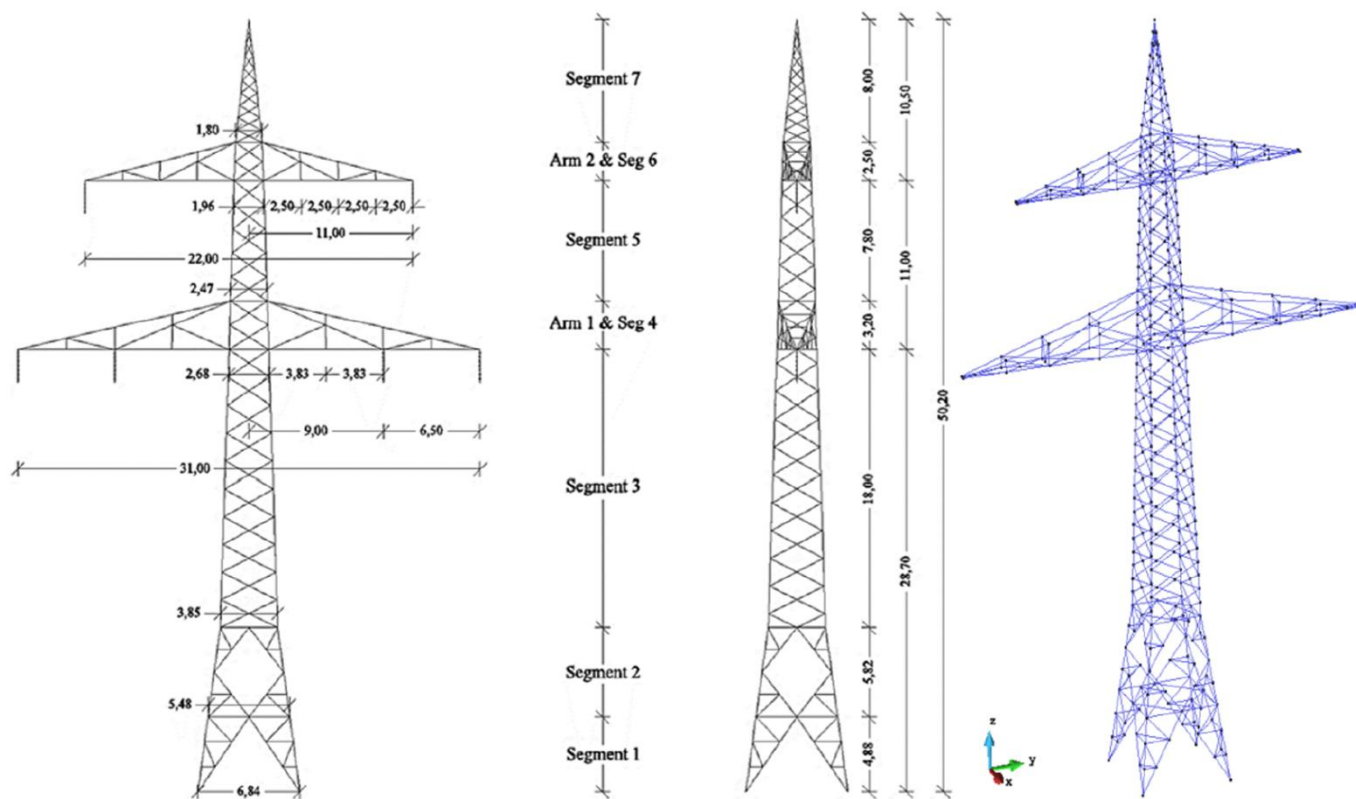 Segment 7
1,80
Arm 2 & Seg 6
1,96
2,50
2,50
2,50
2,50
11,00
Segment 5
22,00
2,47
Arm 1 & Seg 4
2,68
3,83
3,83
9,00
6,50
31,00
Segment 3
3,85
Segment 2
5,48
Segment 1
6,84
8,00
10,50
2,50
7,80
11,00
3,20
50,20
18,00
28,70
5,82
4,88
z
y
x